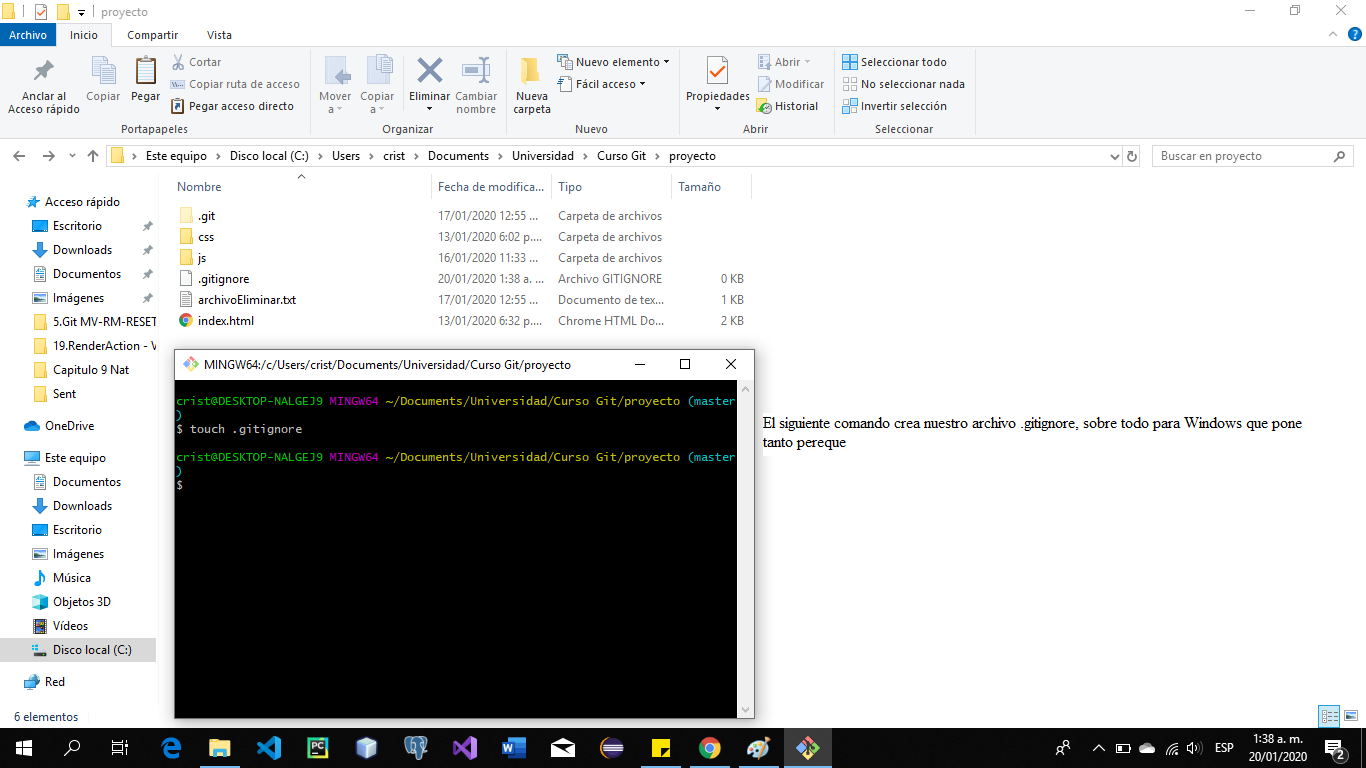 proyecto
Archivo Inicio Compartir Vista
Anclar al
Acceso rápido
Copiar
Pegar
Cortar
Copiar ruta de acceso
Pegar acceso directo
Portapapeles
Mover
a
Copiar
a
Eliminar
Cambiar
nombre
Organizar
Nueva
carpeta
Nuevo elemento
Fácil acceso
Nuevo
Propiedades
Abrir
Modificar
Historial
Abrir
Seleccionar todo
No seleccionar nada
Invertir selección
Seleccionar
Este equipo > Disco local (C:) > Users > crist > Documents > Universidad > Curso Git > proyecto
Buscar en proyecto
Acceso rápido
Escritorio
Downloads
Documentos
Imágenes
5.Git MV-RM-RESET
19.RenderAction - V
Capitulo 9 Nat
Sent
OneDrive
Este equipo
Documentos
Downloads
Escritorio
Imágenes
Música
Objetos 3D
Vídeos
Disco local (C:)
Red
6 elementos
Nombre Fecha de modifica... Tipo Tamaño
.git 17/01/2020 12:55 ... Carpeta de archivos
css 13/01/2020 6:02 p.... Carpeta de archivos
js 16/01/2020 11:33 ... Carpeta de archivos
.gitignore 20/01/2020 1:38 a. ... Archivo GITIGNORE 0 KB
archivoEliminar.txt 17/01/2020 12:55 ... Documento de tex... 1 KB
index.html 13/01/2020 6:32 p.... Chrome HTML Do... 2 KB
MINGW64:/c/Users/crist/Documents/Universidad/Curso Git/proyecto
crist@DESKTOP-NALGEJ9 MINGW64 ~/Documents/Universidad/Curso Git/proyecto (master
)
$ touch .gitignore
crist@DESKTOP-NALGEJ9 MINGW64 ~/Documents/Universidad/Curso Git/proyecto (master
)
$
El siguiente comando crea nuestro archivo .gitignore, sobre todo para Windows que pone
tanto pereque
ESP
1:38 a. m.
20/01/2020
2